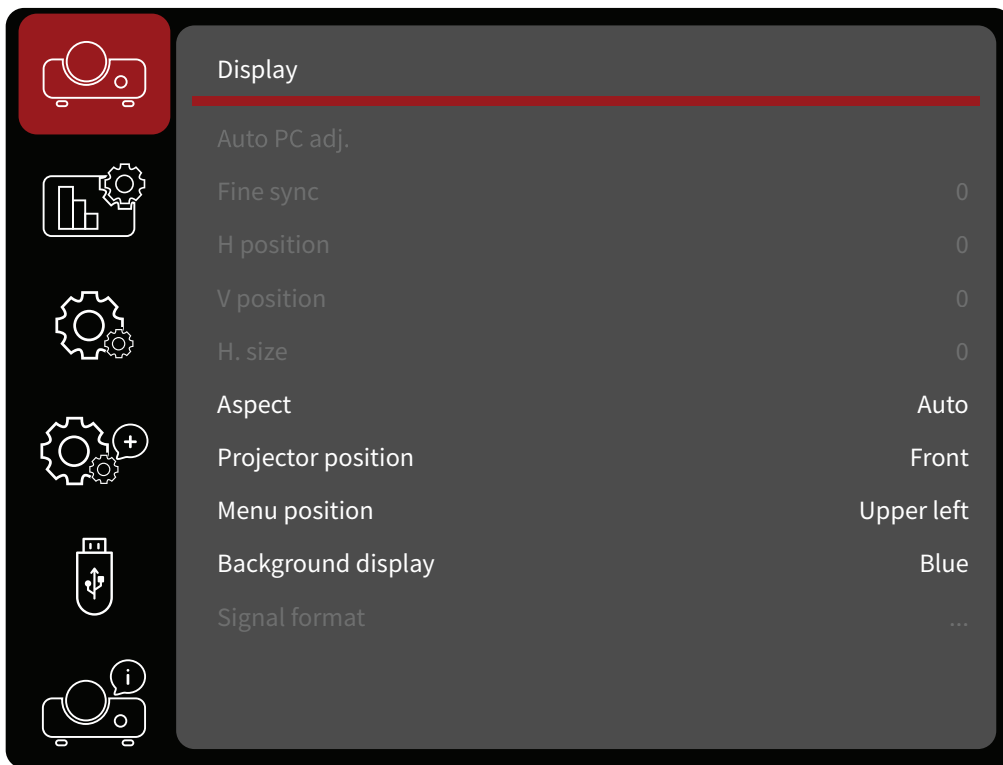 Display
Auto PC adj.
Fine sync 0
H position 0
V position 0
H. size 0
Aspect Auto
Projector position Front
Menu position Upper left
Background display Blue
Signal format ...
i